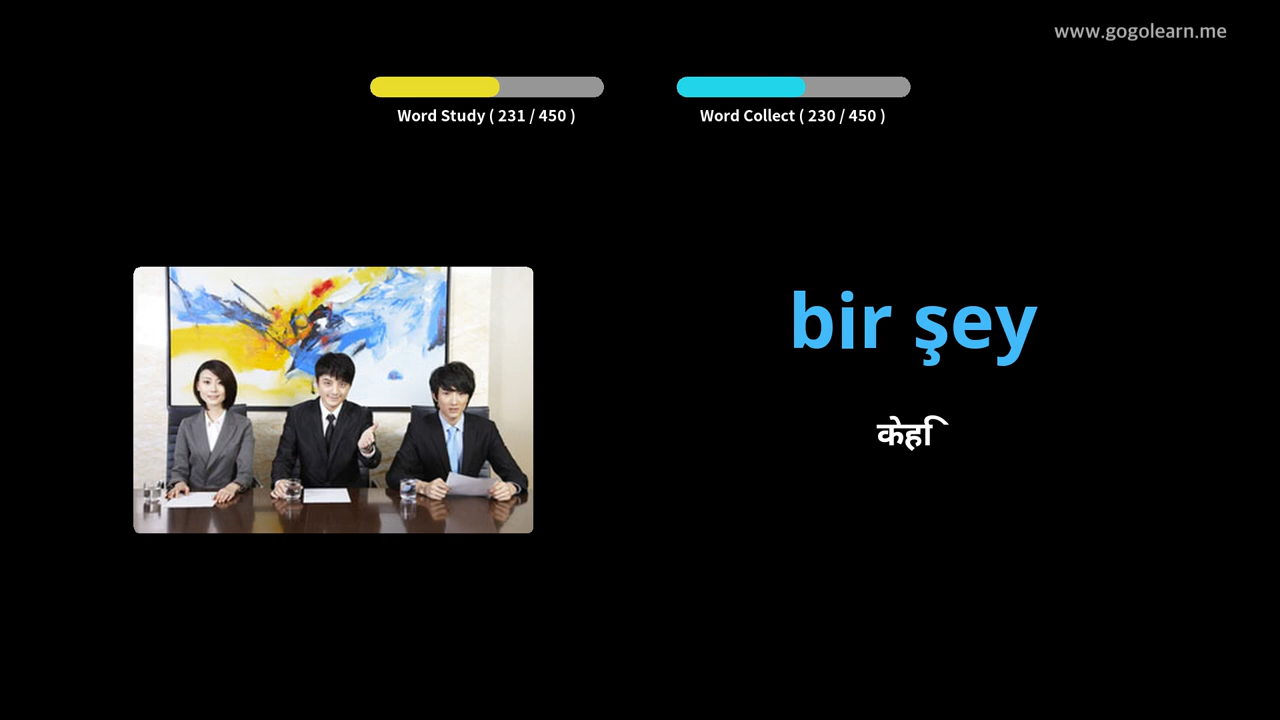 www.gogolearn.me
Word Study ( 231 / 450 )
Word Collect ( 230 / 450 )
bir şey
केहि